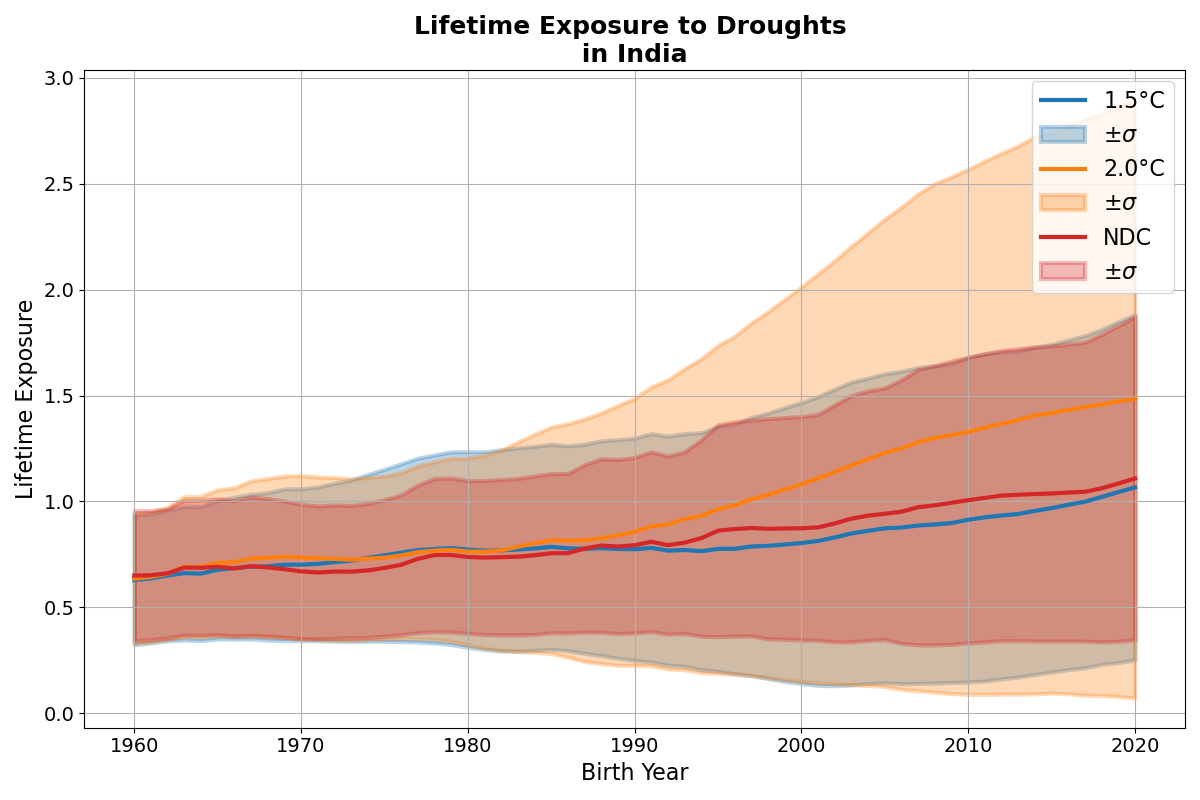 Lifetime Exposure to Droughts
in India
3.0
2.5
2.0
1.5
1.0
0.5
0.0
Lifetime Exposure
1960 1970 1980 1990 2000 2010 2020
Birth Year
1.5°C
±σ
2.0°C
±σ
NDC
±σ